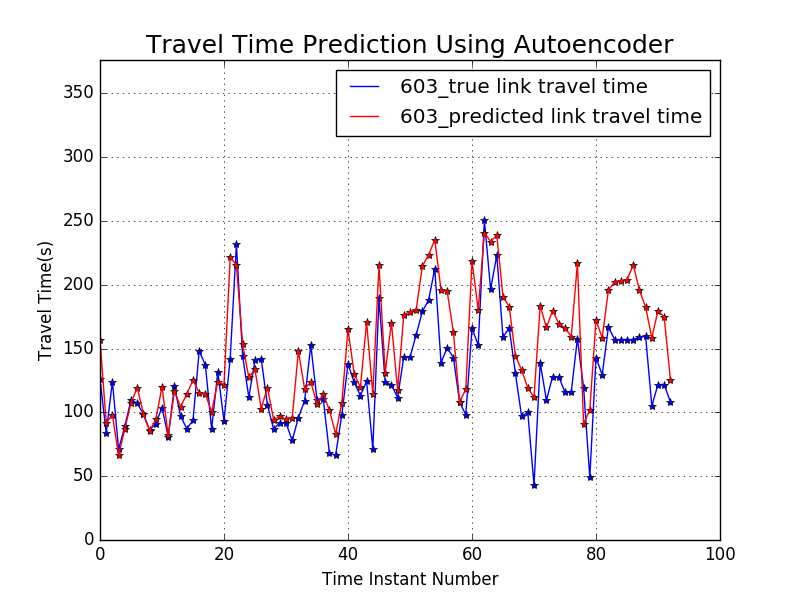 Travel Time Prediction Using Autoencoder
603_true link travel time
603_predicted link travel time
350
300
250
200
150
100
50
0
Travel Time(s)
0 20 40 60 80 100
Time Instant Number